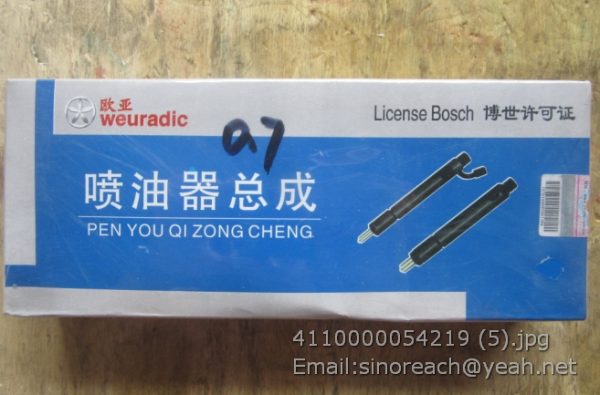 欧亚
weuradic
License Bosch 博世许可证
a7
喷油器总成
PEN YOU QI ZONG CHENG
4110000054219 (5).jpg
Email:sinoreach@yeah.net